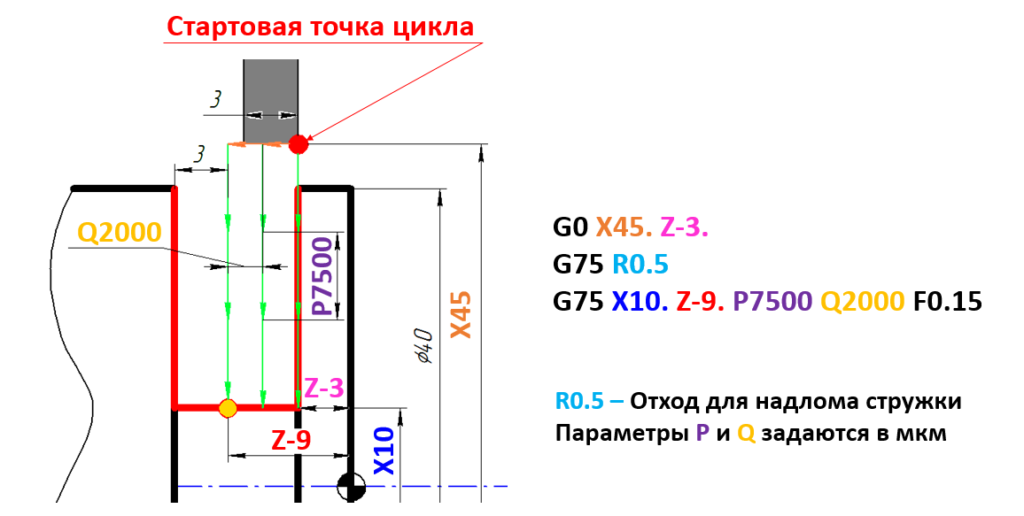 Стартовая точка цикла
3
3
Q2000
P7500
X45
⌀40
Z-3
Z-9
X10
G0 X45. Z-3.
G75 R0.5
G75 X10. Z-9. P7500 Q2000 F0.15
R0.5 – Отход для надлома стружки
Параметры P и Q задаются в мкм